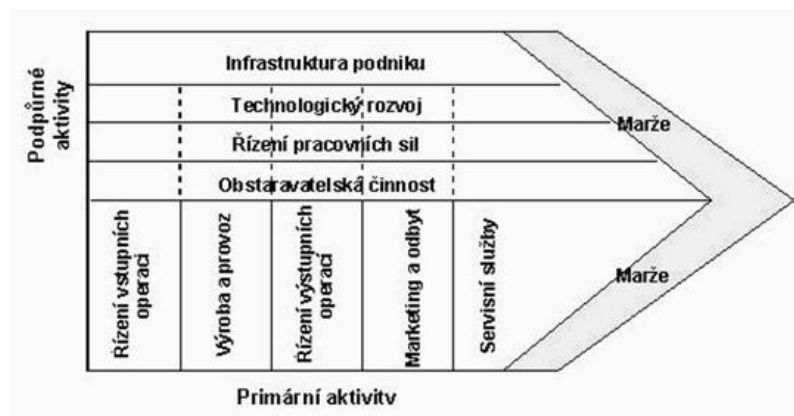 Podpůrné
aktivity
Infrastruktura podniku
Technologický rozvoj
Řízení pracovních sil
Obstaravatelská činnost
Marže
Řízení vstupních
operací
Výroba a provoz
Řízení výstupních
operací
Marketing a odbyt
Servisní služby
Marže
Primární aktivity